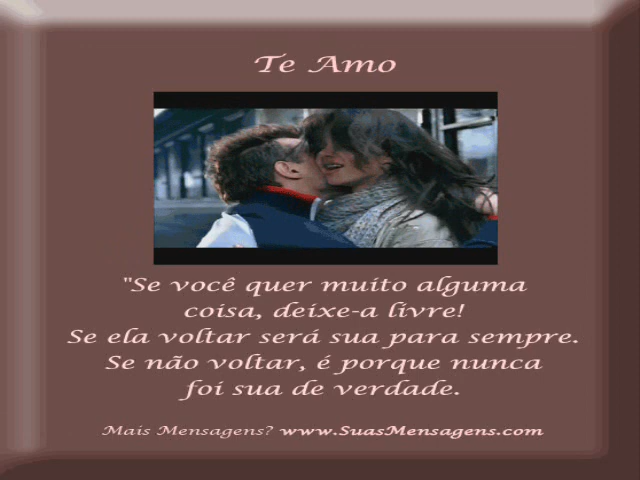 Te Amo
"Se você quer muito alguma
coisa, deixe-a livre!
Se ela voltar será sua para sempre.
Se não voltar, é porque nunca
foi sua de verdade.
Mais Mensagens? www.SuasMensagens.com